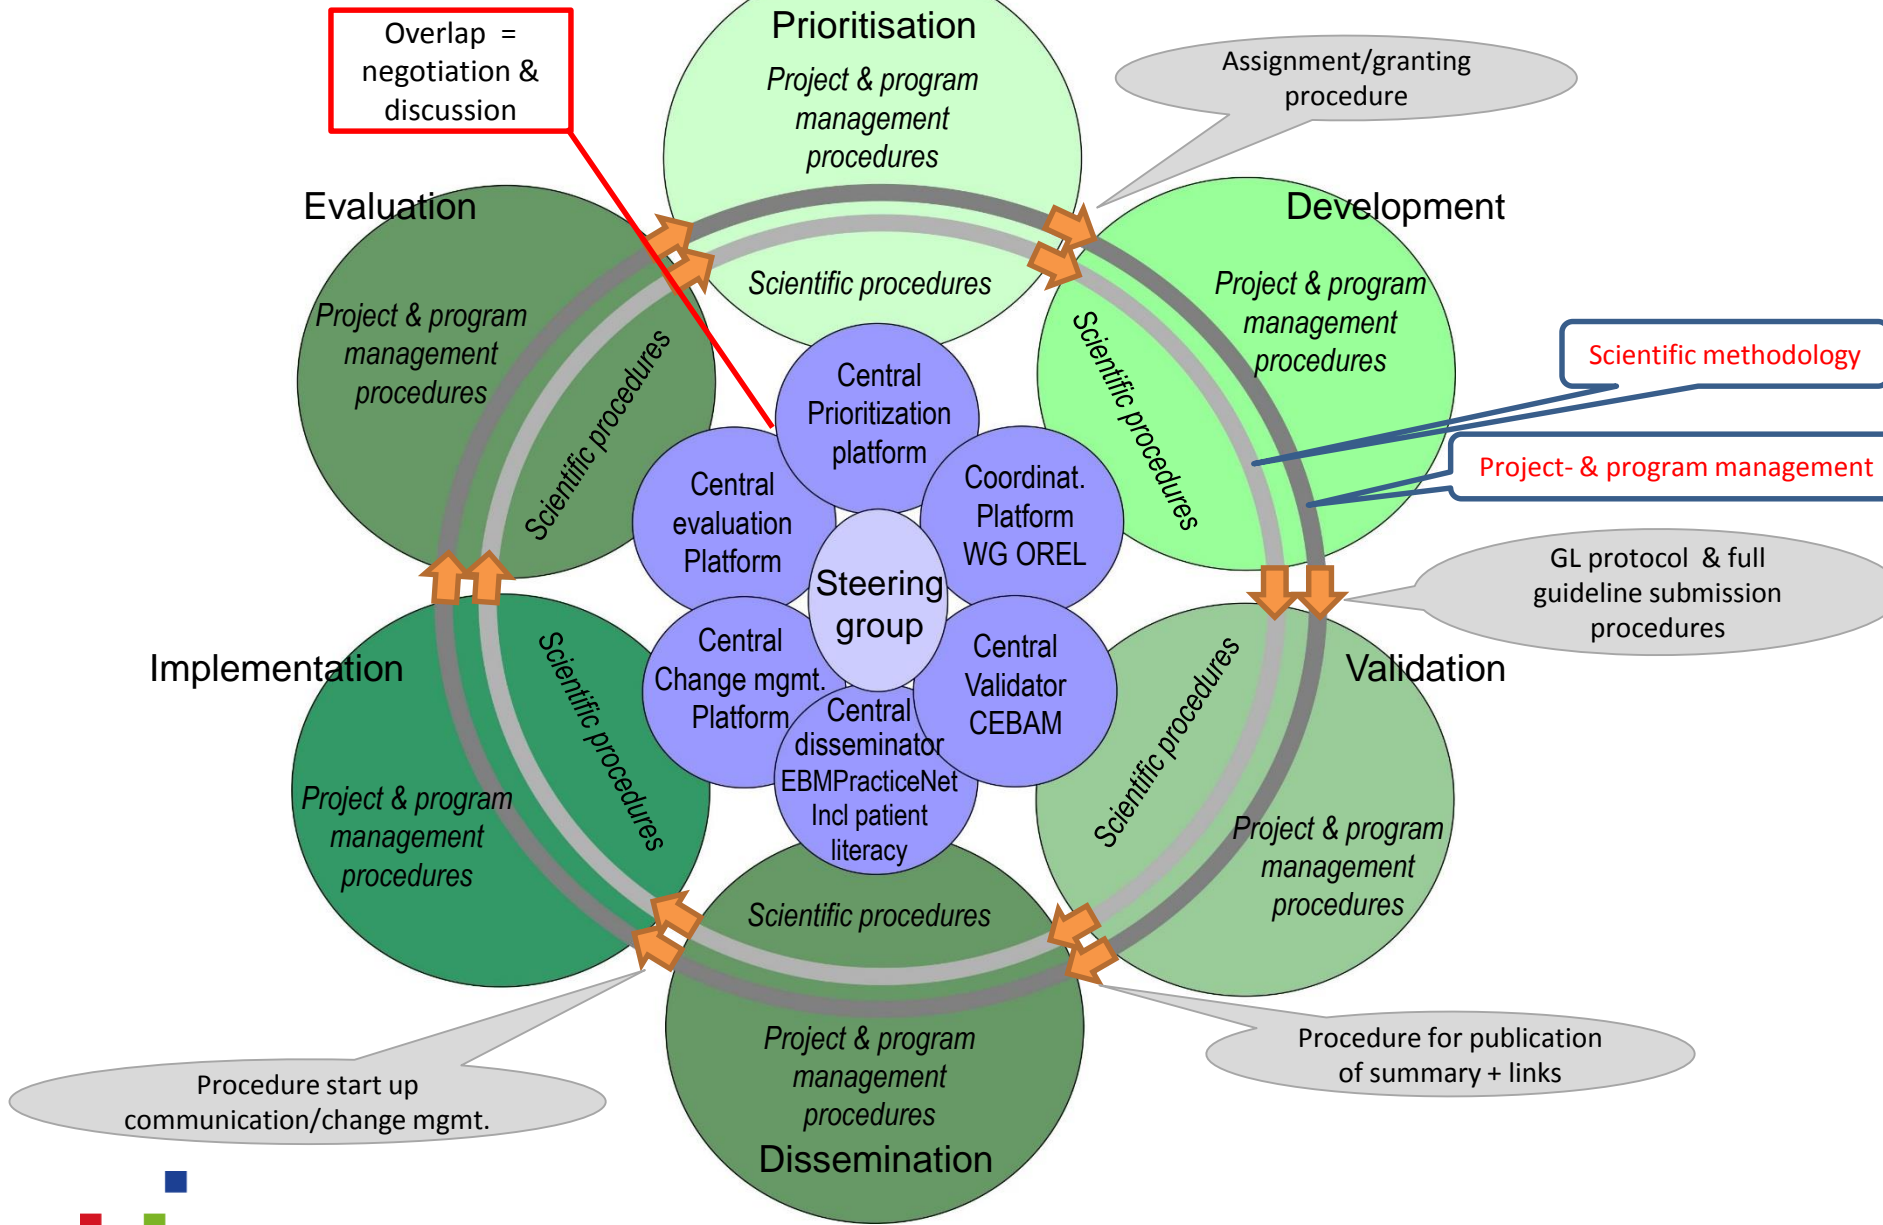 Overlap =
negotiation &
discussion
Prioritisation
Project & program
management
procedures
Scientific procedures
Assignment/granting
procedure
Evaluation
Project & program
management
procedures
Scientific procedures
Development
Project & program
management
procedures
Scientific procedures
Scientific methodology
Project- & program management
GL protocol & full
guideline submission
procedures
Central
Prioritization
platform
Central
evaluation
Platform
Coordinat.
Platform
WG OREL
Steering
group
Central
Change mgmt.
Platform
Central
Validator
CEBAM
Central
disseminator
EBMPracticeNet
Incl patient
literacy
Implementation
Scientific procedures
Project & program
management
procedures
Validation
Scientific procedures
Project & program
management
procedures
Scientific procedures
Project & program
management
procedures
Dissemination
Procedure for publication
of summary + links
Procedure start up
communication/change mgmt.